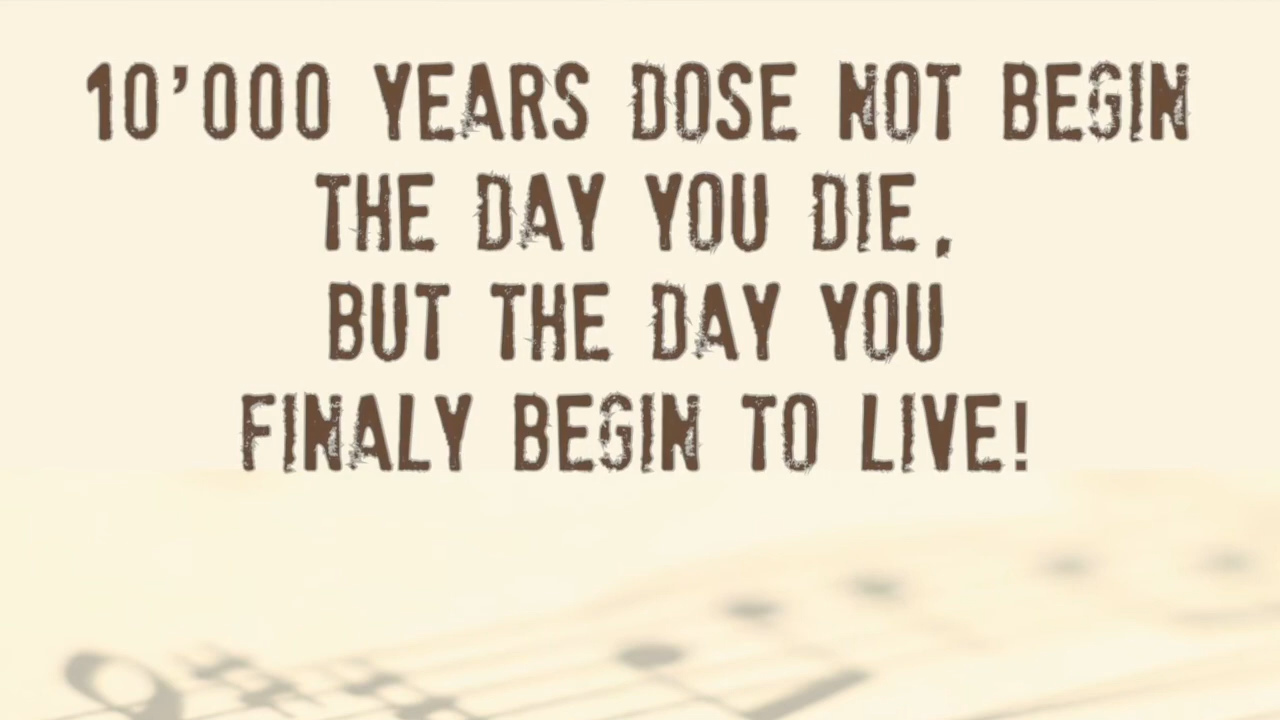 10'000 YEARS DOSE NOT BEGIN
THE DAY YOU DIE,
BUT THE DAY YOU
FINALY BEGIN TO LIVE!